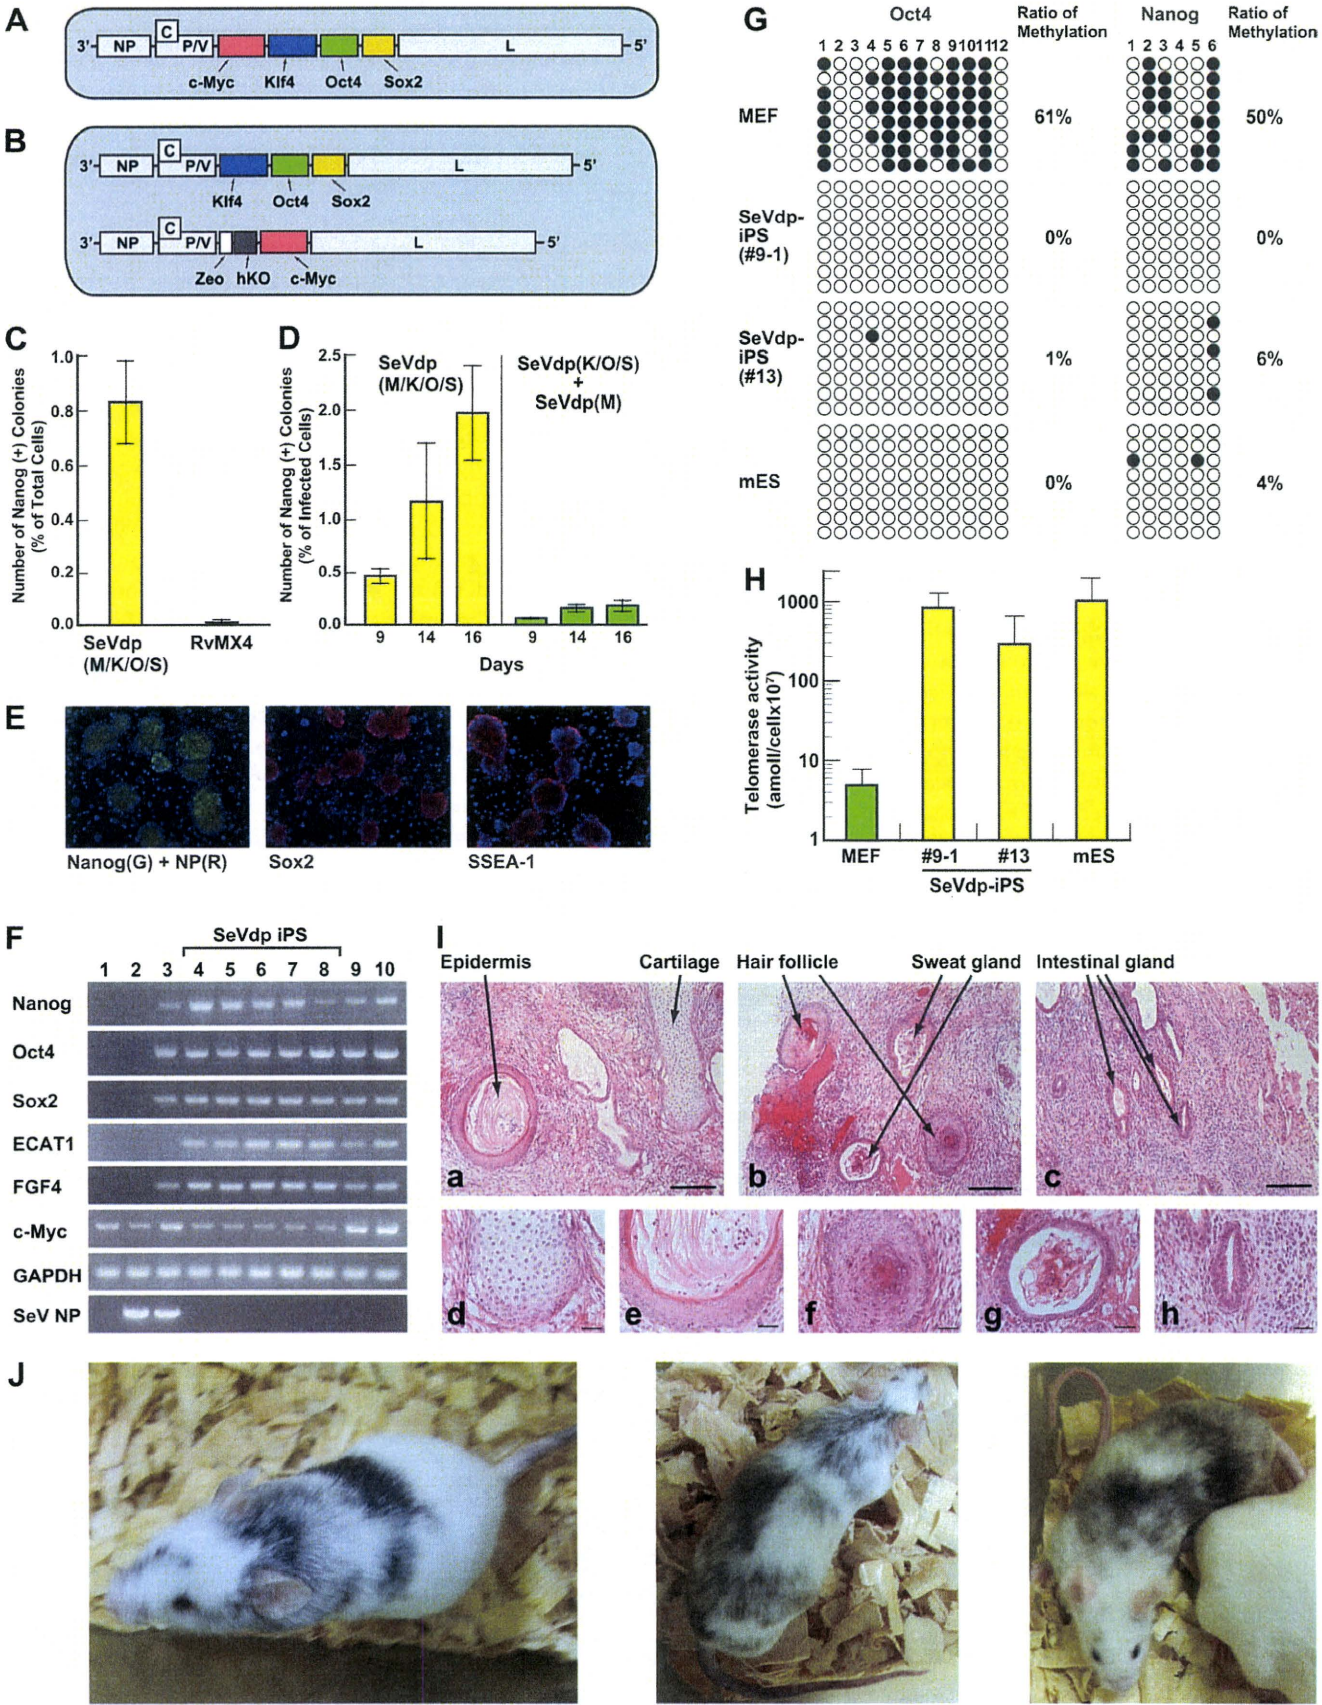 A
3' NP C P/V L 5'
c-Myc Klf4 Oct4 Sox2
B
3' NP C P/V L 5'
Klf4 Oct4 Sox2
3' NP C P/V L 5'
Zeo hKO c-Myc
C
Number of Nanog (+) Colonies
(% of Total Cells)
1.0
0.8
0.6
0.4
0.2
0.0
SeVdp
(M/K/O/S)
RvMX4
D
Number of Nanog (+) Colonies
(% of Infected Cells)
2.5
2.0
1.5
1.0
0.5
0.0
SeVdp
(M/K/O/S)
SeVdp(K/O/S)
+
SeVdp(M)
9 14 16 9 14 16
Days
E
Nanog(G) + NP(R)
Sox2
SSEA-1
F
SeVdp iPS
1 2 3 4 5 6 7 8 9 10
Nanog
Oct4
Sox2
ECAT1
FGF4
c-Myc
GAPDH
SeV NP
G
Oct4
Ratio of
Methylation
Nanog
Ratio of
Methylation
1 2 3 4 5 6 7 8 9 10 11 12
1 2 3 4 5 6
MEF
61%
50%
SeVdp-
iPS
(#9-1)
0%
0%
SeVdp-
iPS
(#13)
1%
6%
mES
0%
4%
H
Telomerase activity
(amoll/cellx10⁷)
1000
100
10
1
MEF #9-1 #13 mES
SeVdp-iPS
I
Epidermis Cartilage Hair follicle Sweat gland Intestinal gland
a b c
d e f g h
J